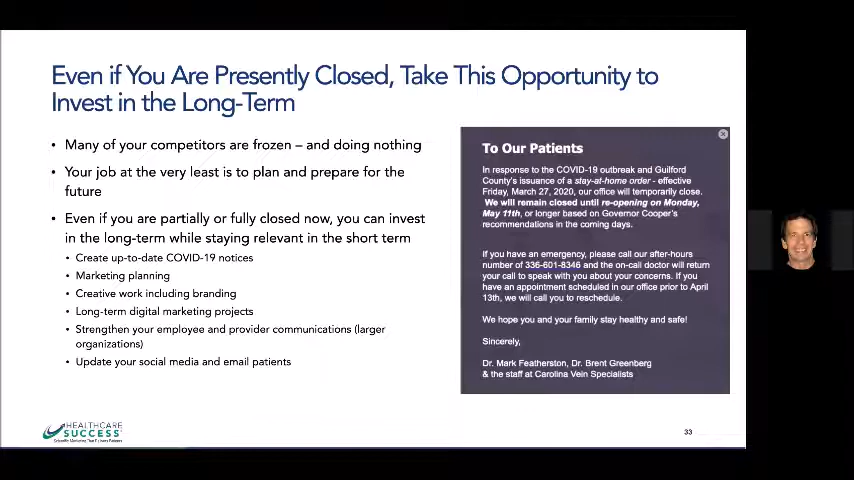 Even if You Are Presently Closed, Take This Opportunity to
Invest in the Long-Term
• Many of your competitors are frozen – and doing nothing
• Your job at the very least is to plan and prepare for the
future
• Even if you are partially or fully closed now, you can invest
in the long-term while staying relevant in the short term
• Create up-to-date COVID-19 notices
• Marketing planning
• Creative work including branding
• Long-term digital marketing projects
• Strengthen your employee and provider communications (larger
organizations)
• Update your social media and email patients
To Our Patients
In response to the COVID-19 outbreak and Guilford
County's issuance of a stay-at-home order - effective
Friday, March 27, 2020, our office will temporarily close.
We will remain closed until re-opening on Monday,
May 11th, or longer based on Governor Cooper's
recommendations in the coming days.
If you have an emergency, please call our after-hours
number of 336-601-8346 and the on-call doctor will return
your call to speak with you about your concerns. If you
have an appointment scheduled in our office prior to April
13th, we will call you to reschedule.
We hope you and your family stay healthy and safe!
Sincerely,
Dr. Mark Featherston, Dr. Brent Greenberg
& the staff at Carolina Vein Specialists
HEALTHCARE
SUCCESS
33